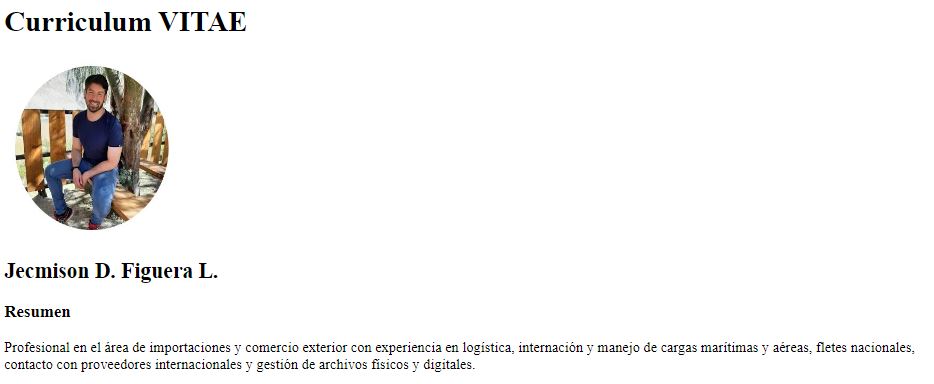 Curriculum VITAE
Jecmison D. Figuera L.
Resumen
Profesional en el área de importaciones y comercio exterior con experiencia en logística, internación y manejo de cargas marítimas y aéreas, fletes nacionales,
contacto con proveedores internacionales y gestión de archivos físicos y digitales.